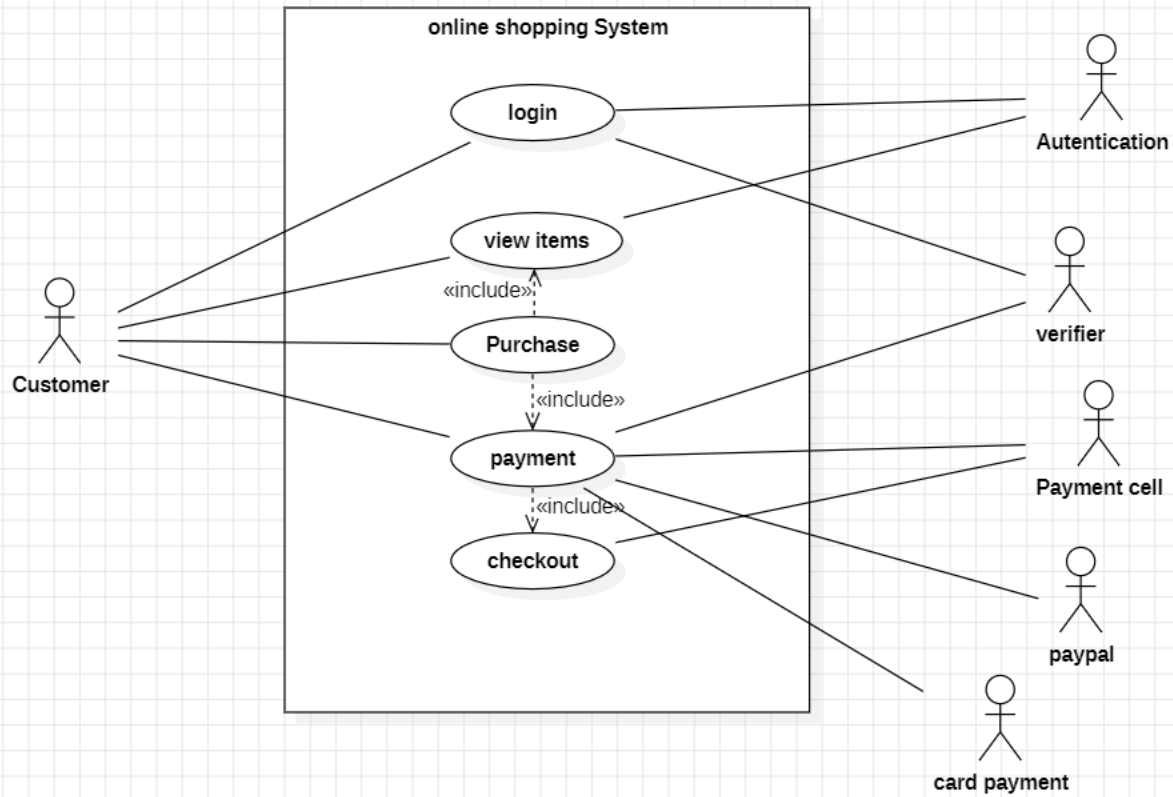 online shopping System
login
Autentication
view items
«include»
verifier
Purchase
Customer
«include»
payment
Payment cell
«include»
checkout
paypal
card payment